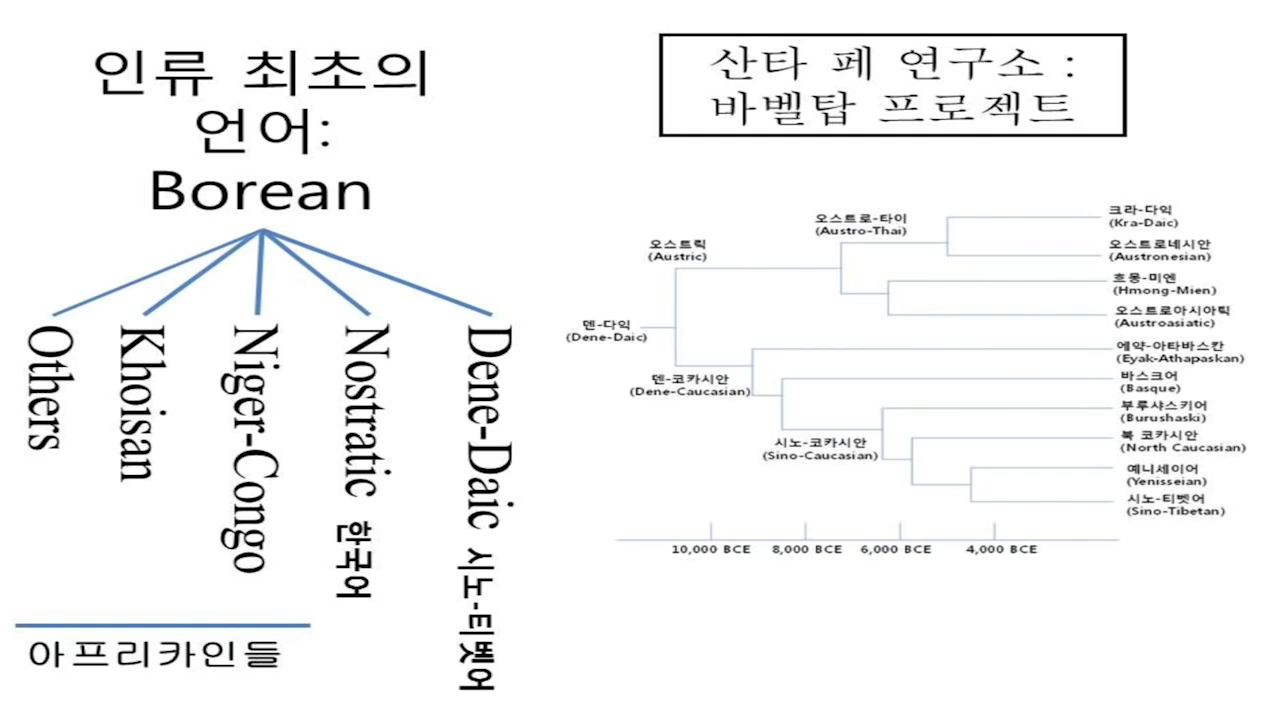 인류 최초의
언어:
Borean
Others
Khoisan
Niger-Congo
Nostratic 한국어
Dene-Daic 시노-티벳어
아프리카인들
산타 페 연구소 :
바벨탑 프로젝트
크라-다익
(Kra-Daic)
오스트로-타이
(Austro-Thai)
오스트릭
(Austric)
오스트로네시안
(Austronesian)
흐몽-미엔
(Hmong-Mien)
오스트로아시아틱
(Austroasiatic)
덴-다익
(Dene-Daic)
에약-아타바스칸
(Eyak-Athapaskan)
덴-코카시안
(Dene-Caucasian)
바스크어
(Basque)
부루샤스키어
(Burushaski)
시노-코카시안
(Sino-Caucasian)
북 코카시안
(North Caucasian)
예니세이어
(Yenisseian)
시노-티벳어
(Sino-Tibetan)
10,000 BCE 8,000 BCE 6,000 BCE 4,000 BCE